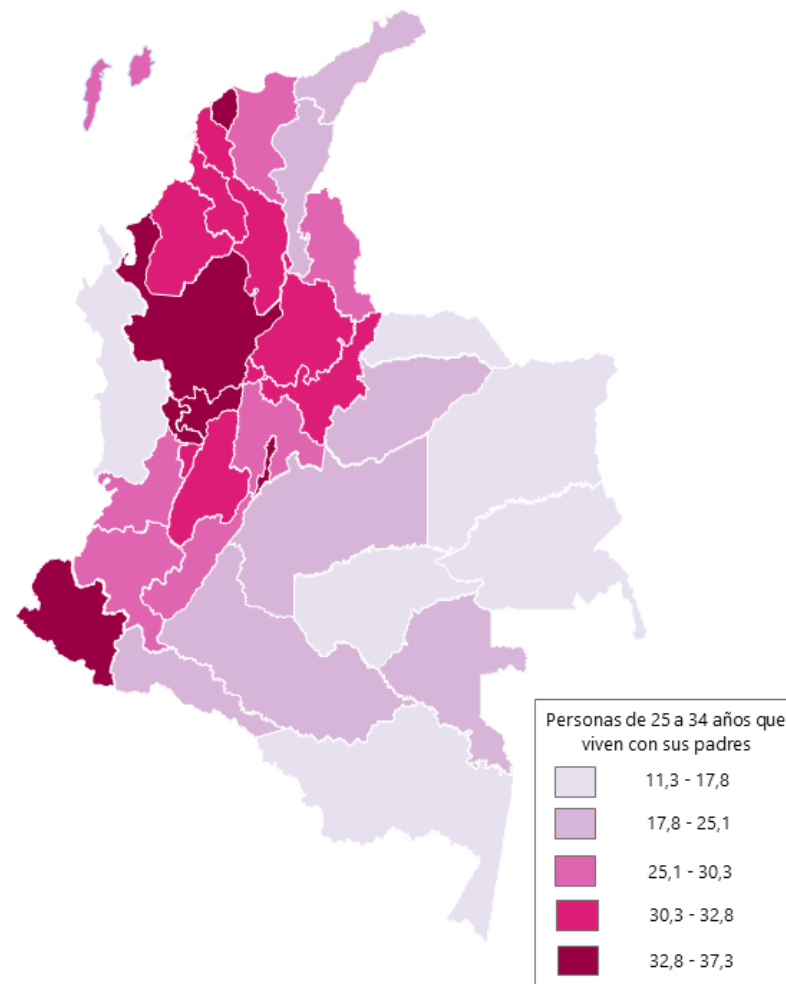 Personas de 25 a 34 años que
viven con sus padres
11,3 - 17,8
17,8 - 25,1
25,1 - 30,3
30,3 - 32,8
32,8 - 37,3